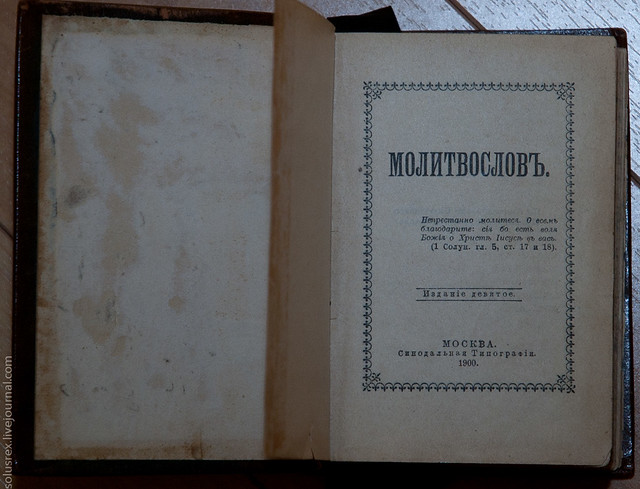 МОЛИТВОСЛОВЪ.
Непрестанно молитеся. О всемъ
благодарите: сія бо есть воля
Божія о Христѣ Іисусѣ въ васъ.
(I Солун. гл. 5, ст. 17 и 18).
Изданіе девятое.
МОСКВА.
Синодальная Типографія.
1900.
solusrex.livejournal.com